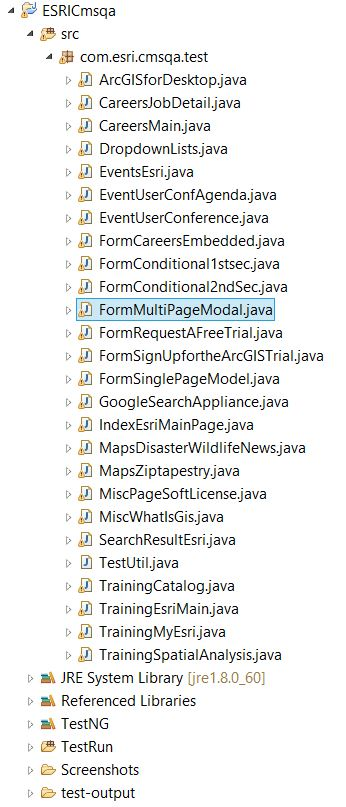 ESRICmsqa
src
com.esri.cmsqa.test
ArcGISforDesktop.java
CareersJobDetail.java
CareersMain.java
DropdownLists.java
EventsEsri.java
EventUserConfAgenda.java
EventUserConference.java
FormCareersEmbedded.java
FormConditional1stsec.java
FormConditional2ndSec.java
FormMultiPageModal.java
FormRequestAFreeTrial.java
FormSignUpfortheArcGISTrial.java
FormSinglePageModel.java
GoogleSearchAppliance.java
IndexEsriMainPage.java
MapsDisasterWildlifeNews.java
MapsZiptapestry.java
MiscPageSoftLicense.java
MiscWhatIsGis.java
SearchResultEsri.java
TestUtil.java
TrainingCatalog.java
TrainingEsriMain.java
TrainingMyEsri.java
TrainingSpatialAnalysis.java
JRE System Library [jre1.8.0_60]
Referenced Libraries
TestNG
TestRun
Screenshots
test-output